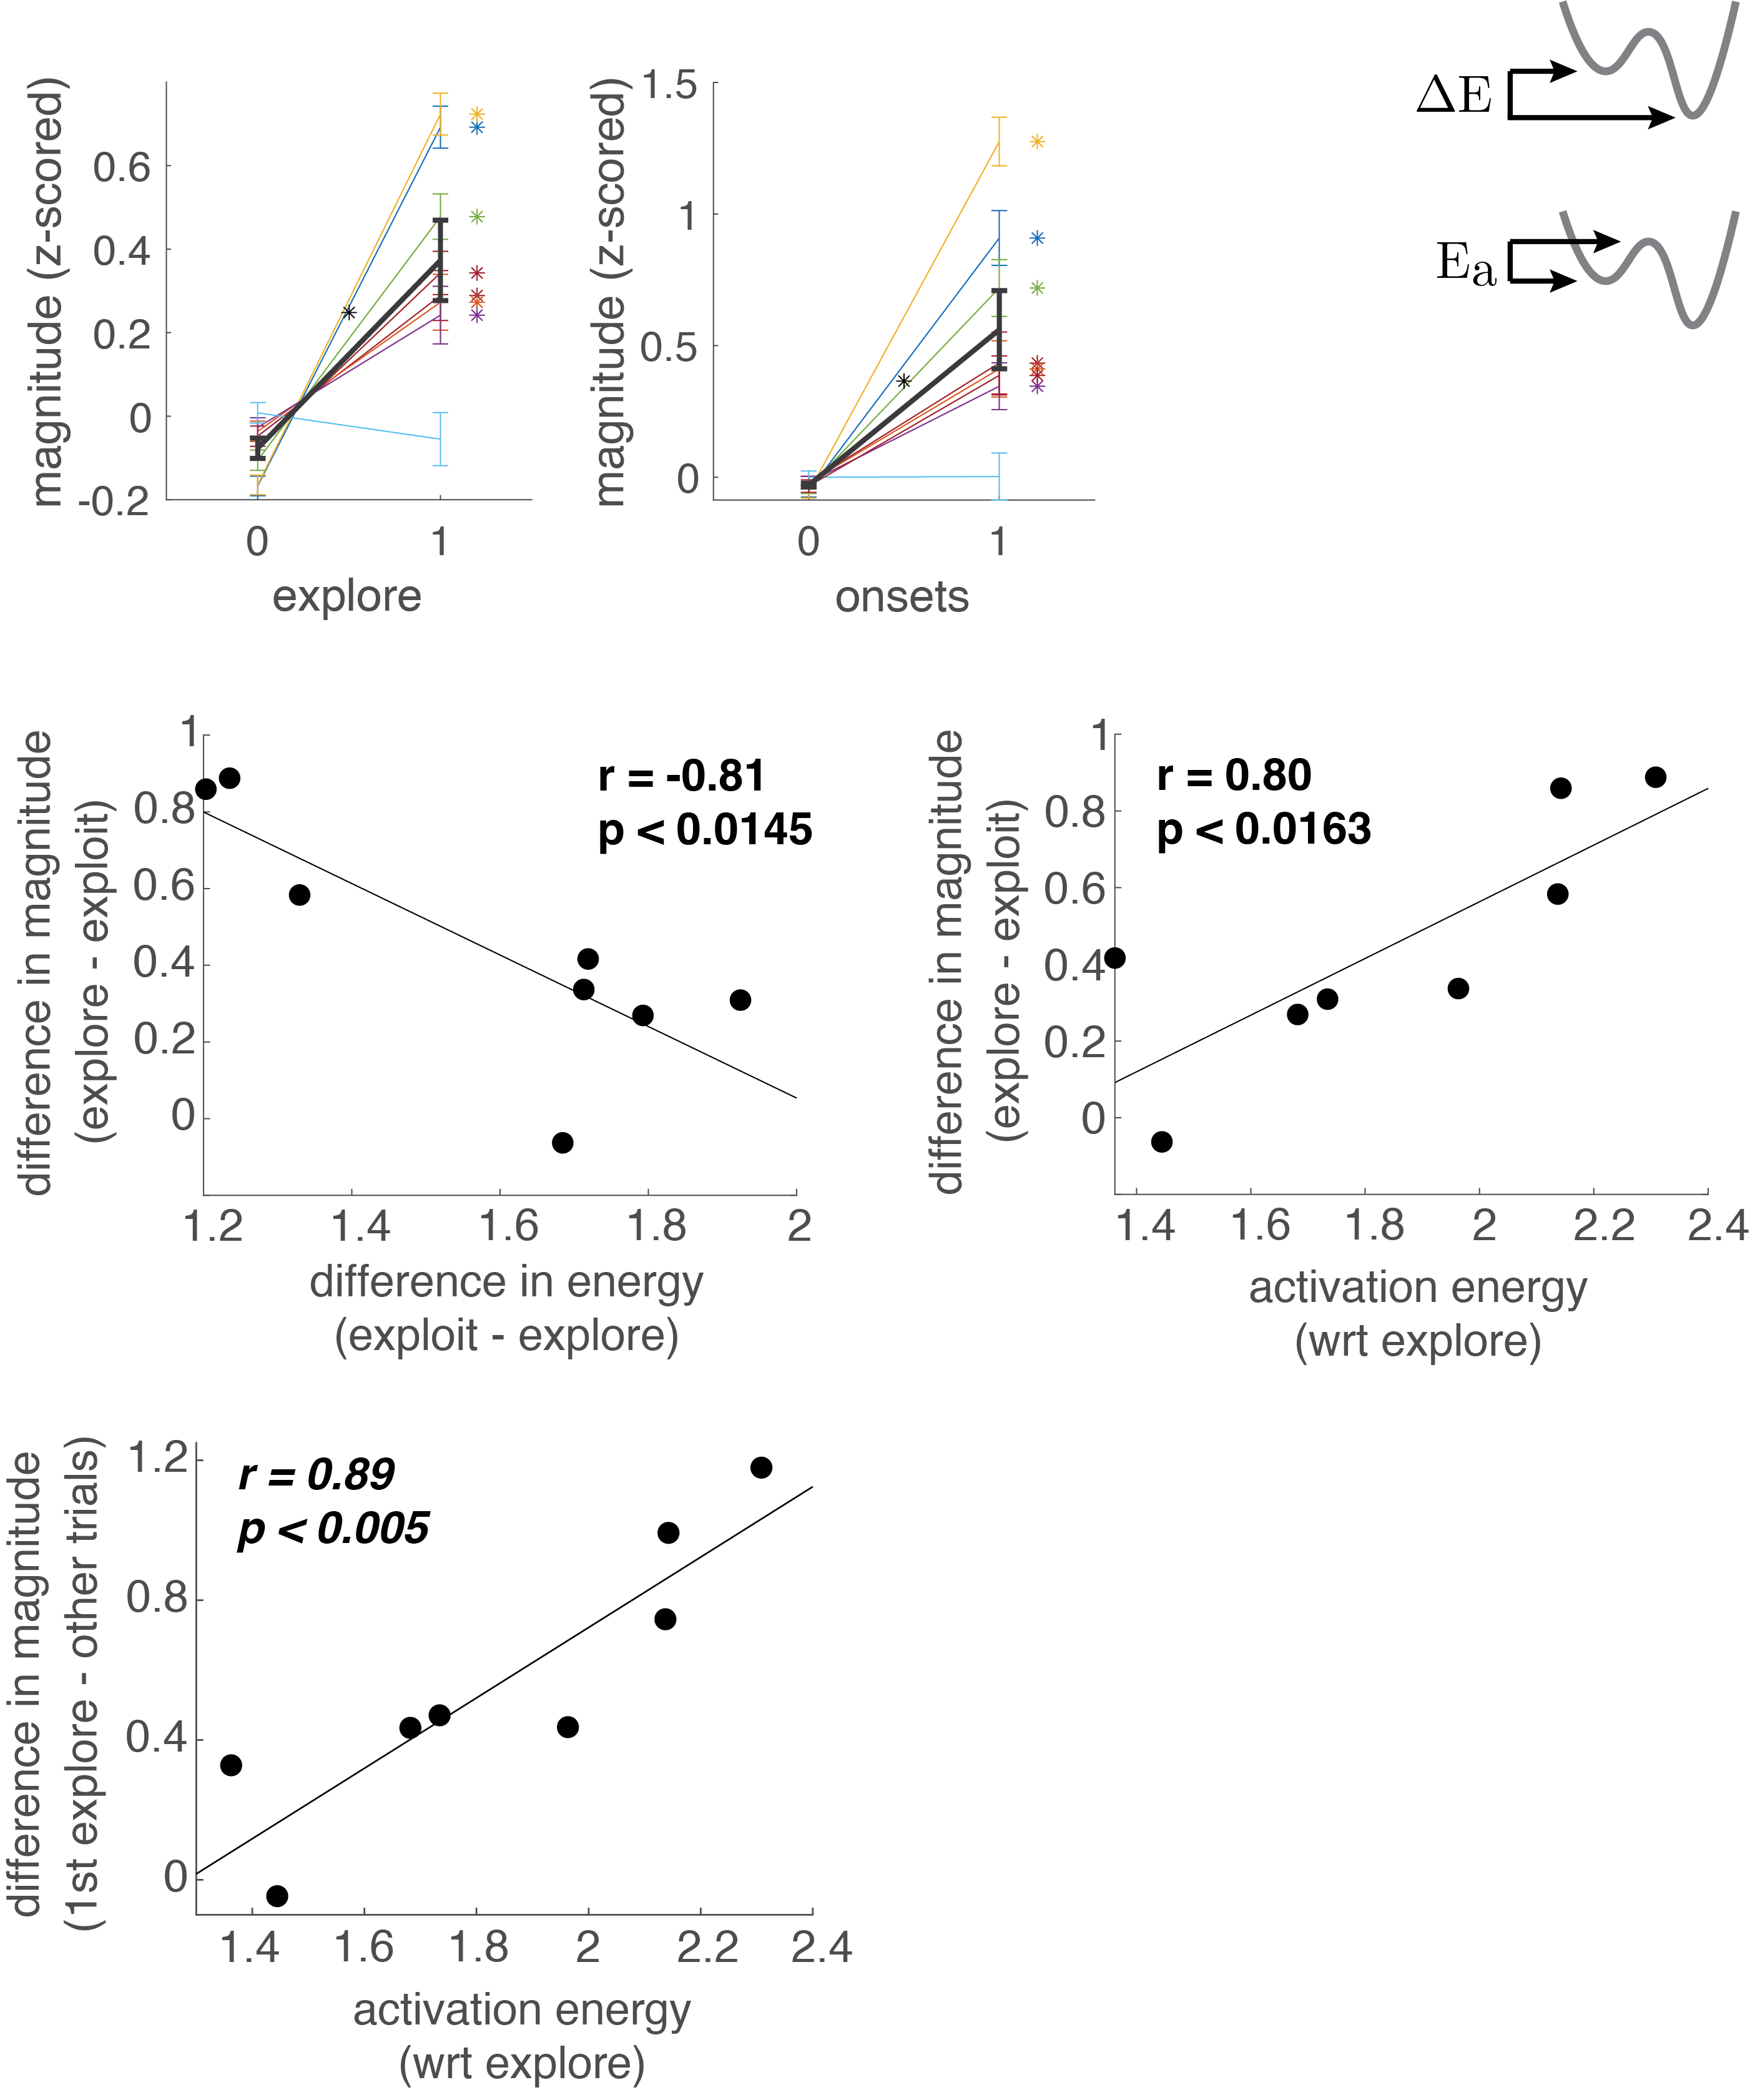 magnitude (z-scored)
0.6
0.4
0.2
0
-0.2
0
1
explore
magnitude (z-scored)
1.5
1
0.5
0
0
1
onsets
ΔE
Ea
difference in magnitude
(explore - exploit)
1
0.8
0.6
0.4
0.2
0
r = -0.81
p < 0.0145
1.2
1.4
1.6
1.8
2
difference in energy
(exploit - explore)
difference in magnitude
(explore - exploit)
1
0.8
0.6
0.4
0.2
0
r = 0.80
p < 0.0163
1.4
1.6
1.8
2
2.2
2.4
activation energy
(wrt explore)
difference in magnitude
(1st explore - other trials)
1.2
0.8
0.4
0
r = 0.89
p < 0.005
1.4
1.6
1.8
2
2.2
2.4
activation energy
(wrt explore)